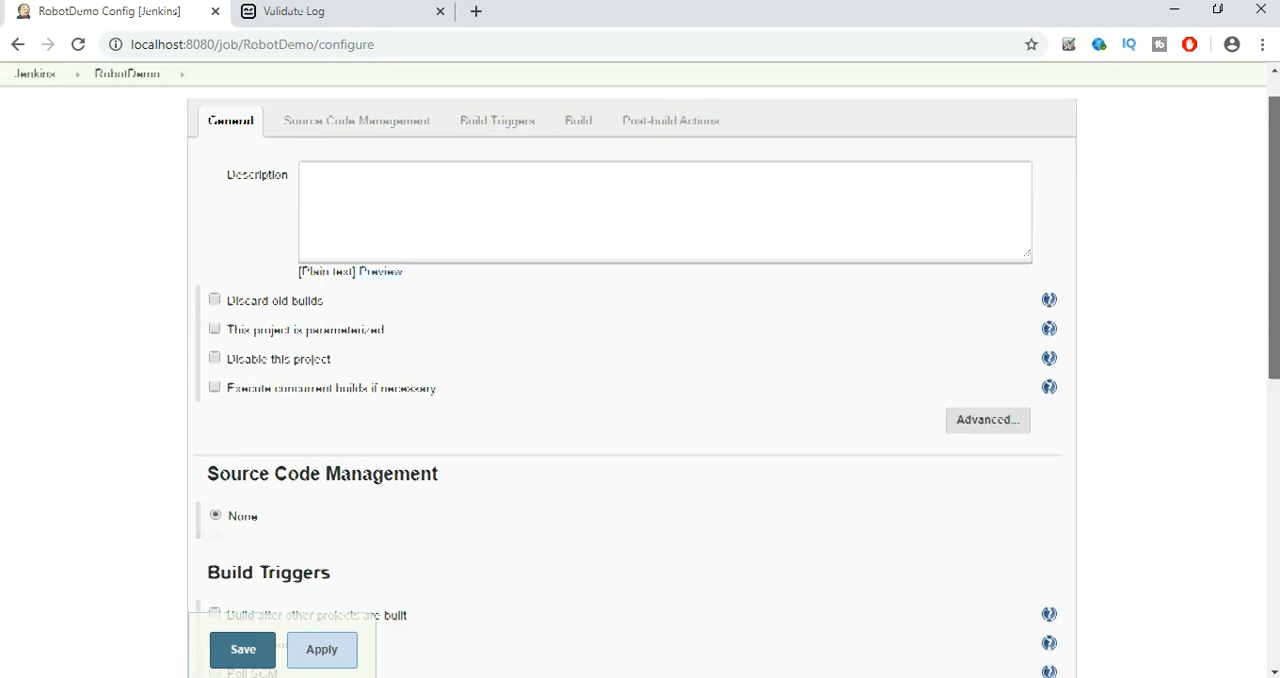 RobotDemo Config [Jenkins]
Validate Log
localhost:8080/job/RobotDemo/configure
Jenkins
RobotDemo
General
Source Code Management
Build Triggers
Build
Post-build Actions
Description
[Plain text] Preview
Discard old builds
This project is parameterized
Disable this project
Execute concurrent builds if necessary
Advanced...
Source Code Management
None
Build Triggers
Build after other projects are built
Save
Apply
Poll SCM